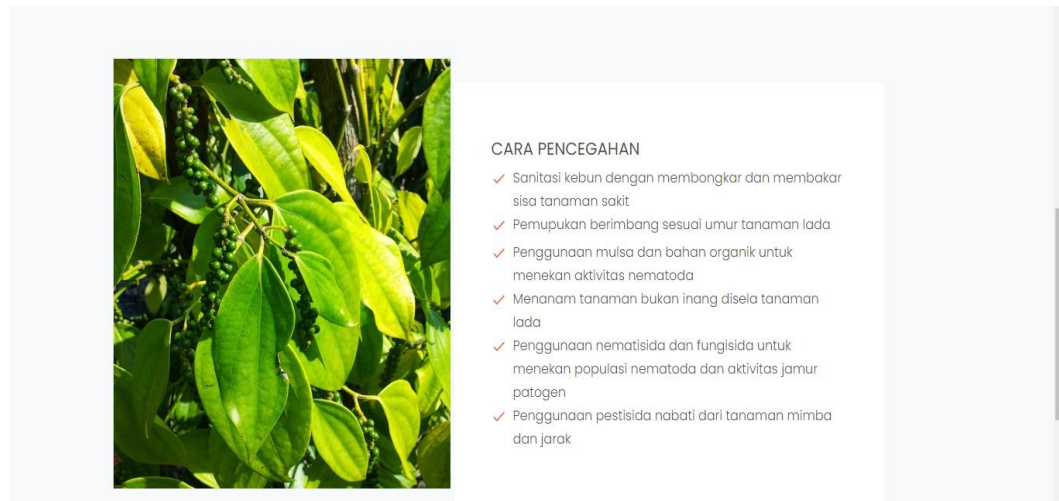 CARA PENCEGAHAN
Sanitasi kebun dengan membongkar dan membakar
sisa tanaman sakit
Pemupukan berimbang sesuai umur tanaman lada
Penggunaan mulsa dan bahan organik untuk
menekan aktivitas nematoda
Menanam tanaman bukan inang disela tanaman
lada
Penggunaan nematisida dan fungisida untuk
menekan populasi nematoda dan aktivitas jamur
patogen
Penggunaan pestisida nabati dari tanaman mimba
dan jarak